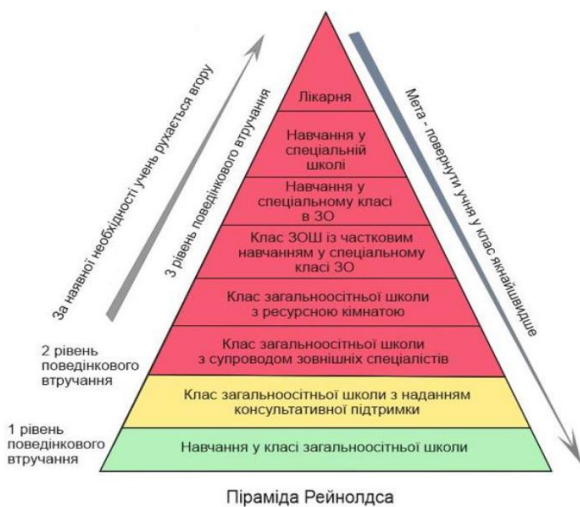 Лікарня
Навчання у
спеціальній
школі
Навчання у
спеціальному класі
в ЗО
Клас ЗОШ із частковим
навчанням у спеціальному
класі ЗО
Клас загальноосітньої школи
з ресурсною кімнатою
Клас загальноосітньої школи
з супроводом зовнішніх спеціалістів
Клас загальноосітньої школи з наданням
консультативної підтримки
Навчання у класі загальноосітньої школи
За наявної необхідності учень рухається вгору
3 рівень поведінкового втручання
2 рівень
поведінкового
втручання
1 рівень
поведінкового
втручання
Мета - повернути учня у клас якнайшвидше
Піраміда Рейнолдса